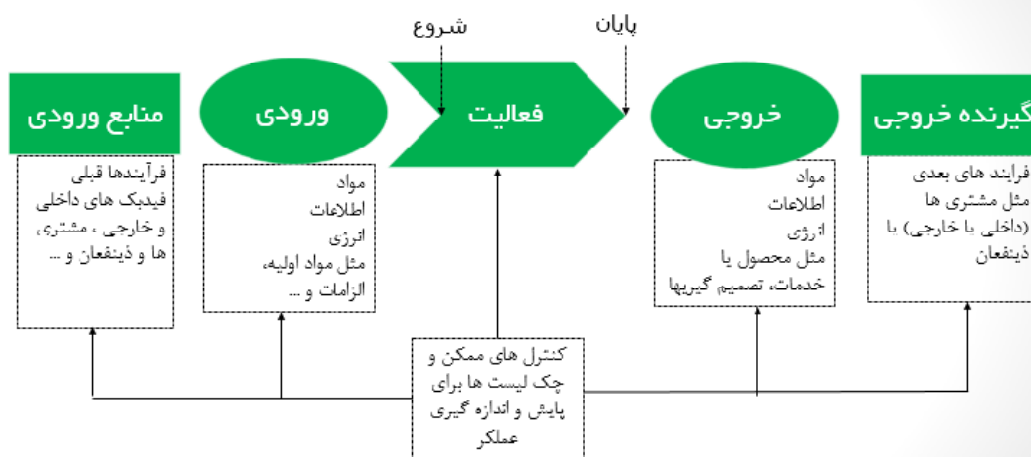 شروع
پایان
منابع ورودی
ورودی
فعالیت
خروجی
گیرنده خروجی
فرآیندها قبلی
فیدبک های داخلی
و خارجی ، مشتری
ها و ذینفعان و ...
مواد
اطلاعات
انرژی
مثل مواد اولیه،
الزامات و ...
مواد
اطلاعات
انرژی
مثل محصول یا
خدمات، تصمیم گیریها
فرایند های بعدی
مثل مشتری ها
(داخلی یا خارجی) یا
ذینفعان
کنترل های ممکن و
چک لیست ها برای
پایش و اندازه گیری
عملکر